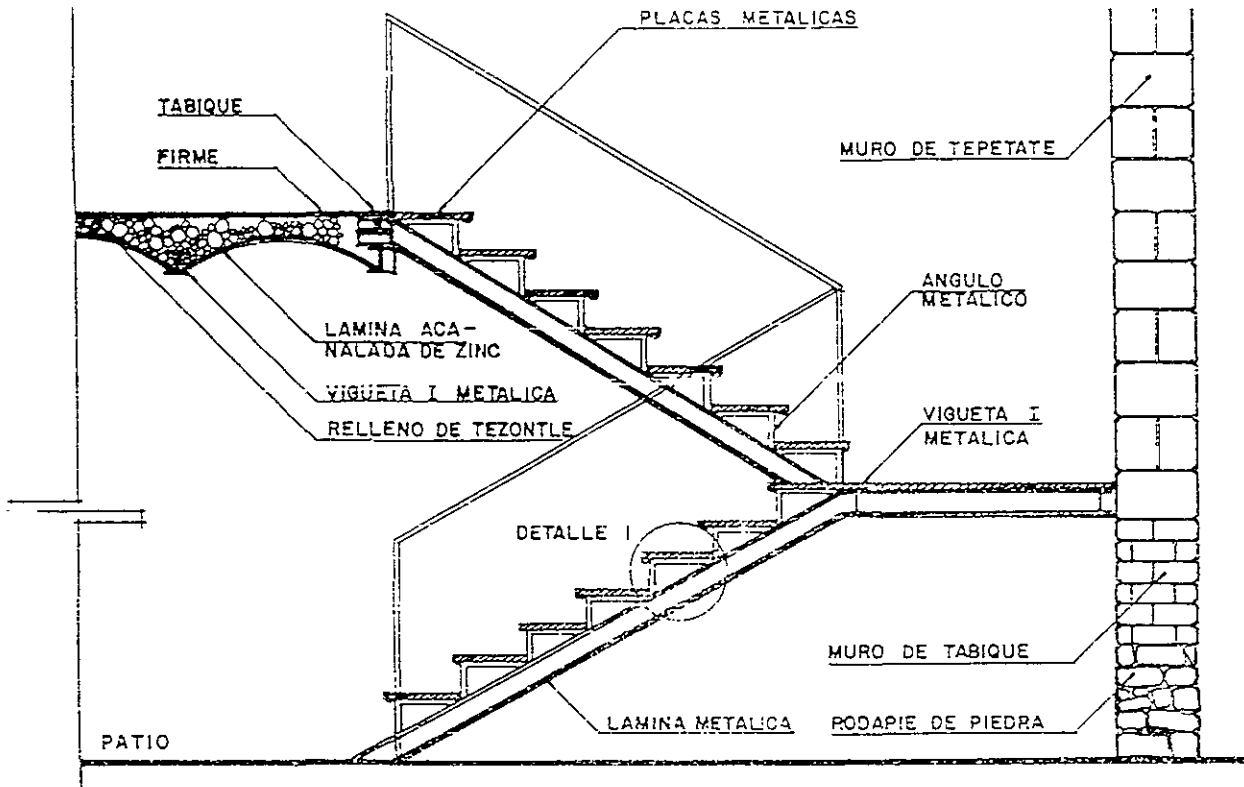 PLACAS METALICAS
TABIQUE
FIRME
MURO DE TEPETATE
ANGULO
METALICO
LAMINA ACA-
NALADA DE ZINC
VIGUETA I METALICA
RELLENO DE TEZONTLE
VIGUETA I
METALICA
DETALLE I
MURO DE TABIQUE
LAMINA METALICA
RODAPIE DE PIEDRA
PATIO